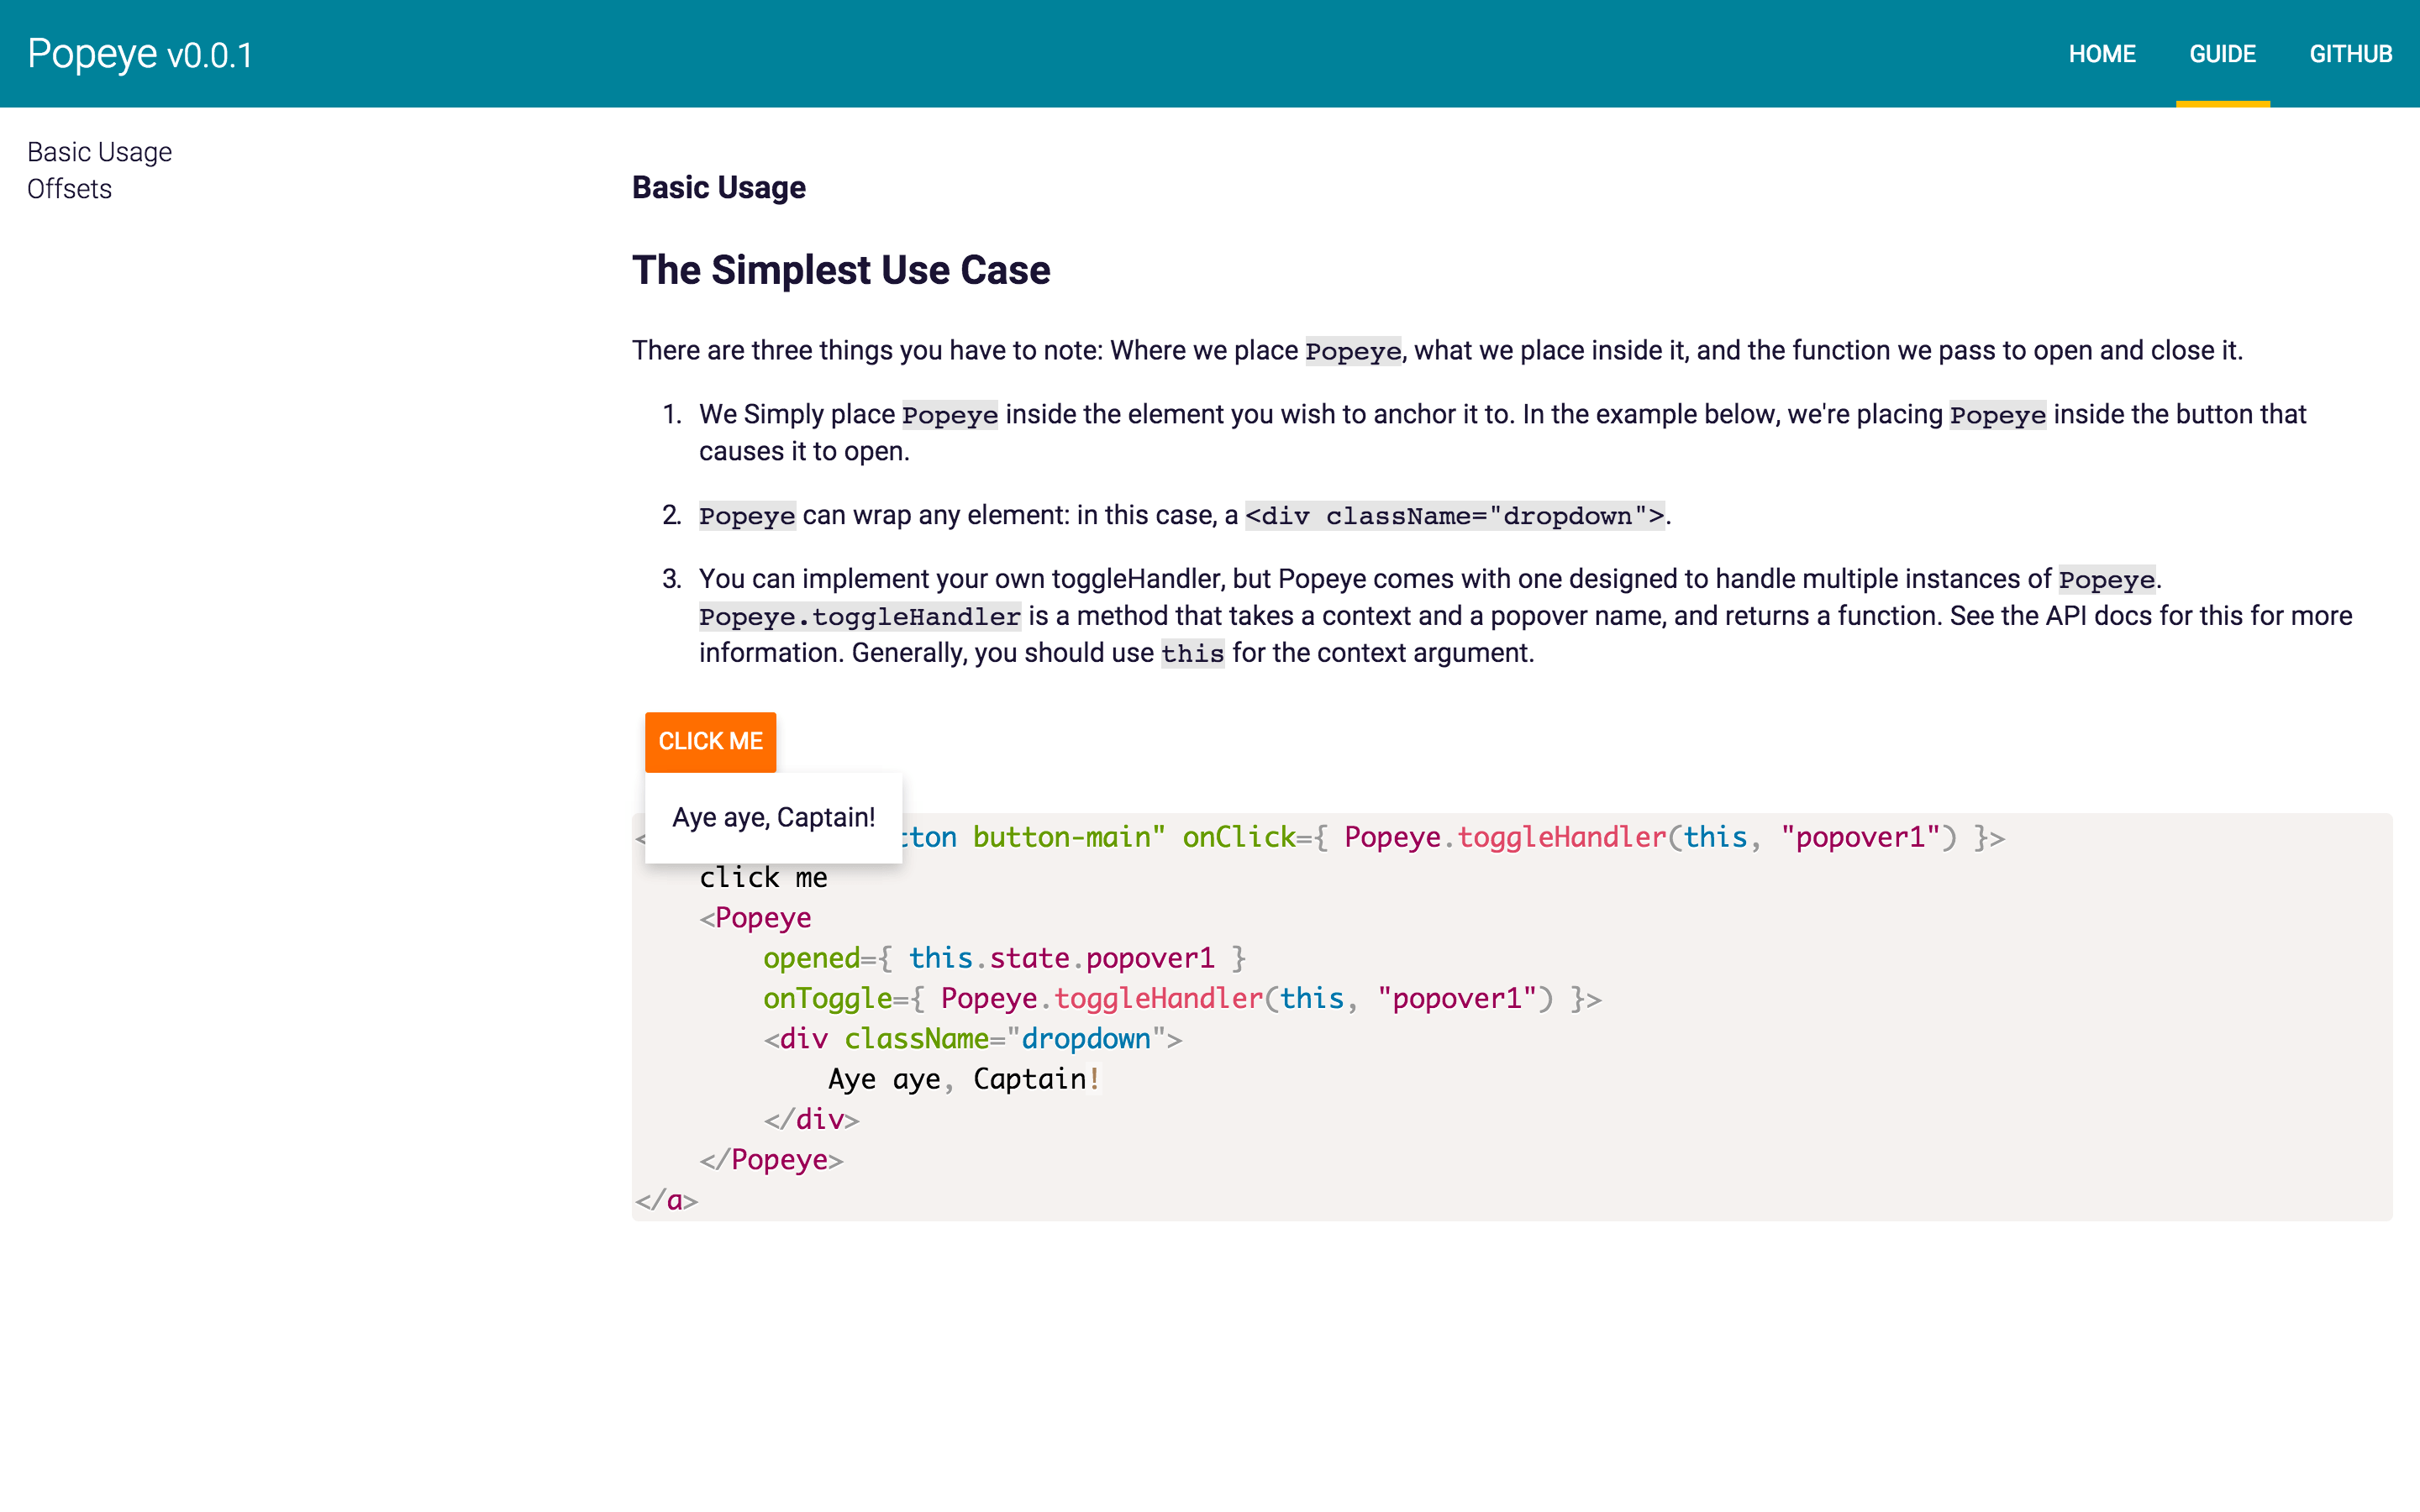 Popeye v0.0.1
HOME GUIDE GITHUB
Basic Usage
Offsets
Basic Usage
The Simplest Use Case
There are three things you have to note: Where we place Popeye, what we place inside it, and the function we pass to open and close it.
1. We Simply place Popeye inside the element you wish to anchor it to. In the example below, we're placing Popeye inside the button that
causes it to open.
2. Popeye can wrap any element: in this case, a <div className="dropdown">.
3. You can implement your own toggleHandler, but Popeye comes with one designed to handle multiple instances of Popeye.
Popeye.toggleHandler is a method that takes a context and a popover name, and returns a function. See the API docs for this for more
information. Generally, you should use this for the context argument.
CLICK ME
Aye aye, Captain!
button-main" onClick={ Popeye.toggleHandler(this, "popover1") }>
click me
<Popeye
opened={ this.state.popover1 }
onToggle={ Popeye.toggleHandler(this, "popover1") }>
<div className="dropdown">
Aye aye, Captain!
</div>
</Popeye>
</a>